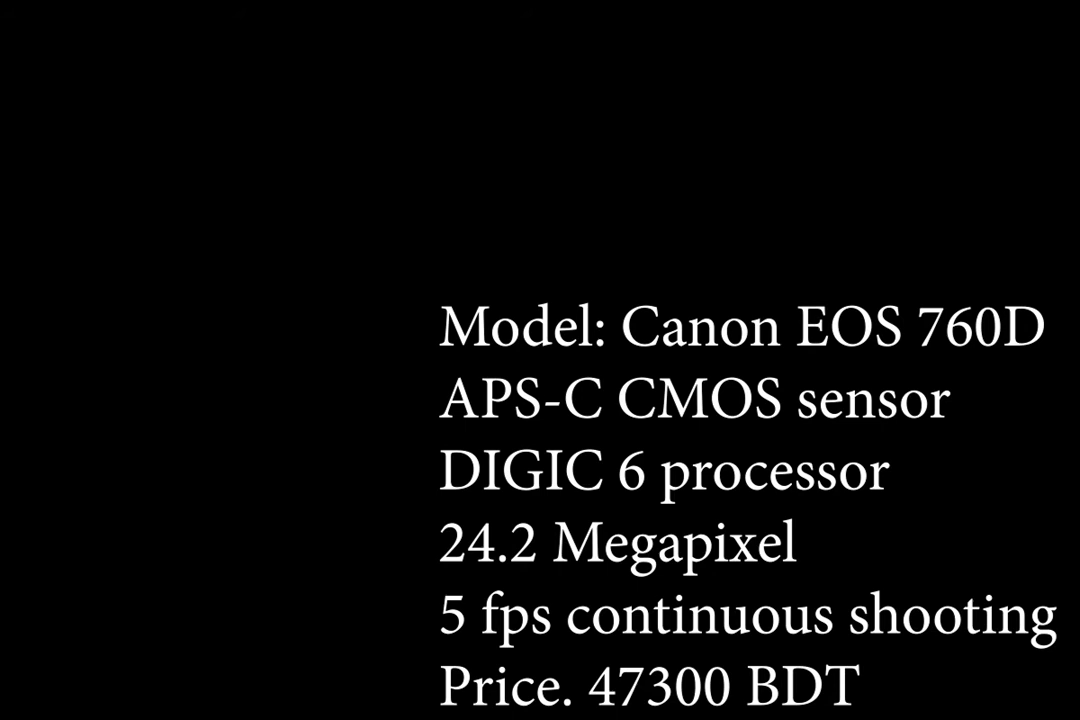 Model: Canon EOS 760D
APS-C CMOS sensor
DIGIC 6 processor
24.2 Megapixel
5 fps continuous shooting
Price. 47300 BDT